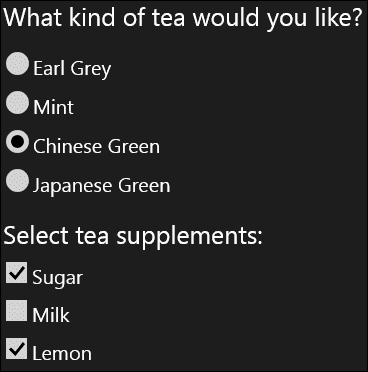 What kind of tea would you like?
Earl Grey
Mint
Chinese Green
Japanese Green
Select tea supplements:
Sugar
Milk
Lemon